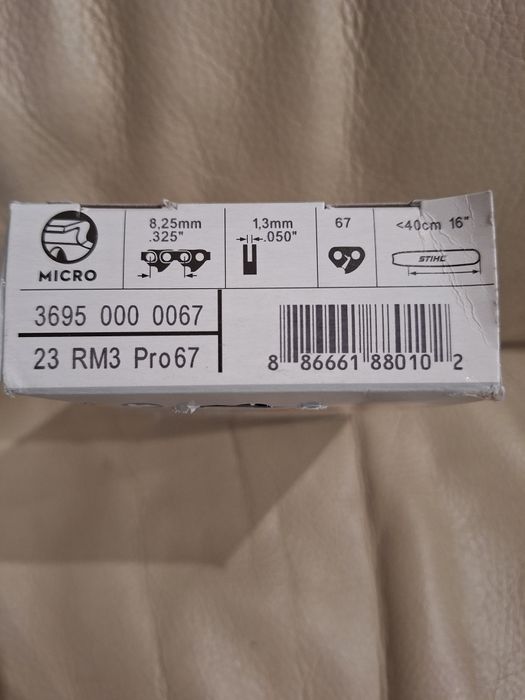 MICRO
8,25mm
.325"
1,3mm
.050"
67
<40cm 16"
STIHL
3695 000 0067
23 RM3 Pro67
8 86661 88010 2